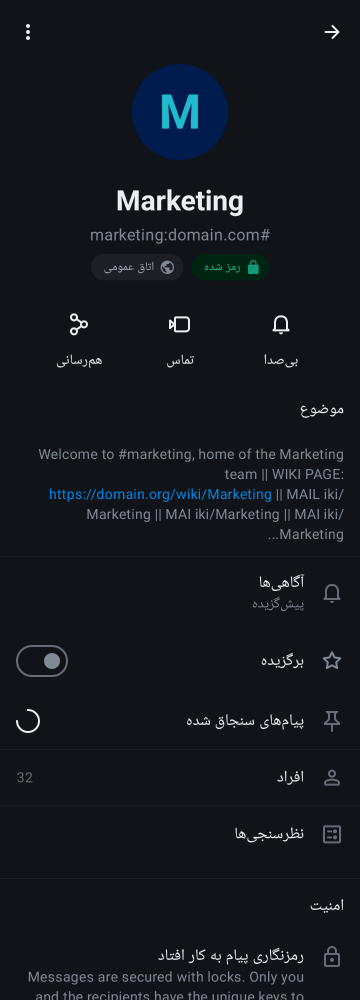 M
Marketing
marketing:domain.com#
رمز شده
اتاق عمومی
بی‌صدا
تماس
هم‌رسانی
موضوع
Welcome to #marketing, home of the Marketing
team || WIKI PAGE:
https://domain.org/wiki/Marketing || MAIL iki/
Marketing || MAI iki/Marketing || MAI iki/
...Marketing
آگاهی‌ها
پیش‌گزیده
برگزیده
پیام‌های سنجاق شده
افراد
32
نظرسنجی‌ها
امنیت
رمزنگاری پیام به کار افتاد
Messages are secured with locks. Only you
and the recipients have the unique keys to